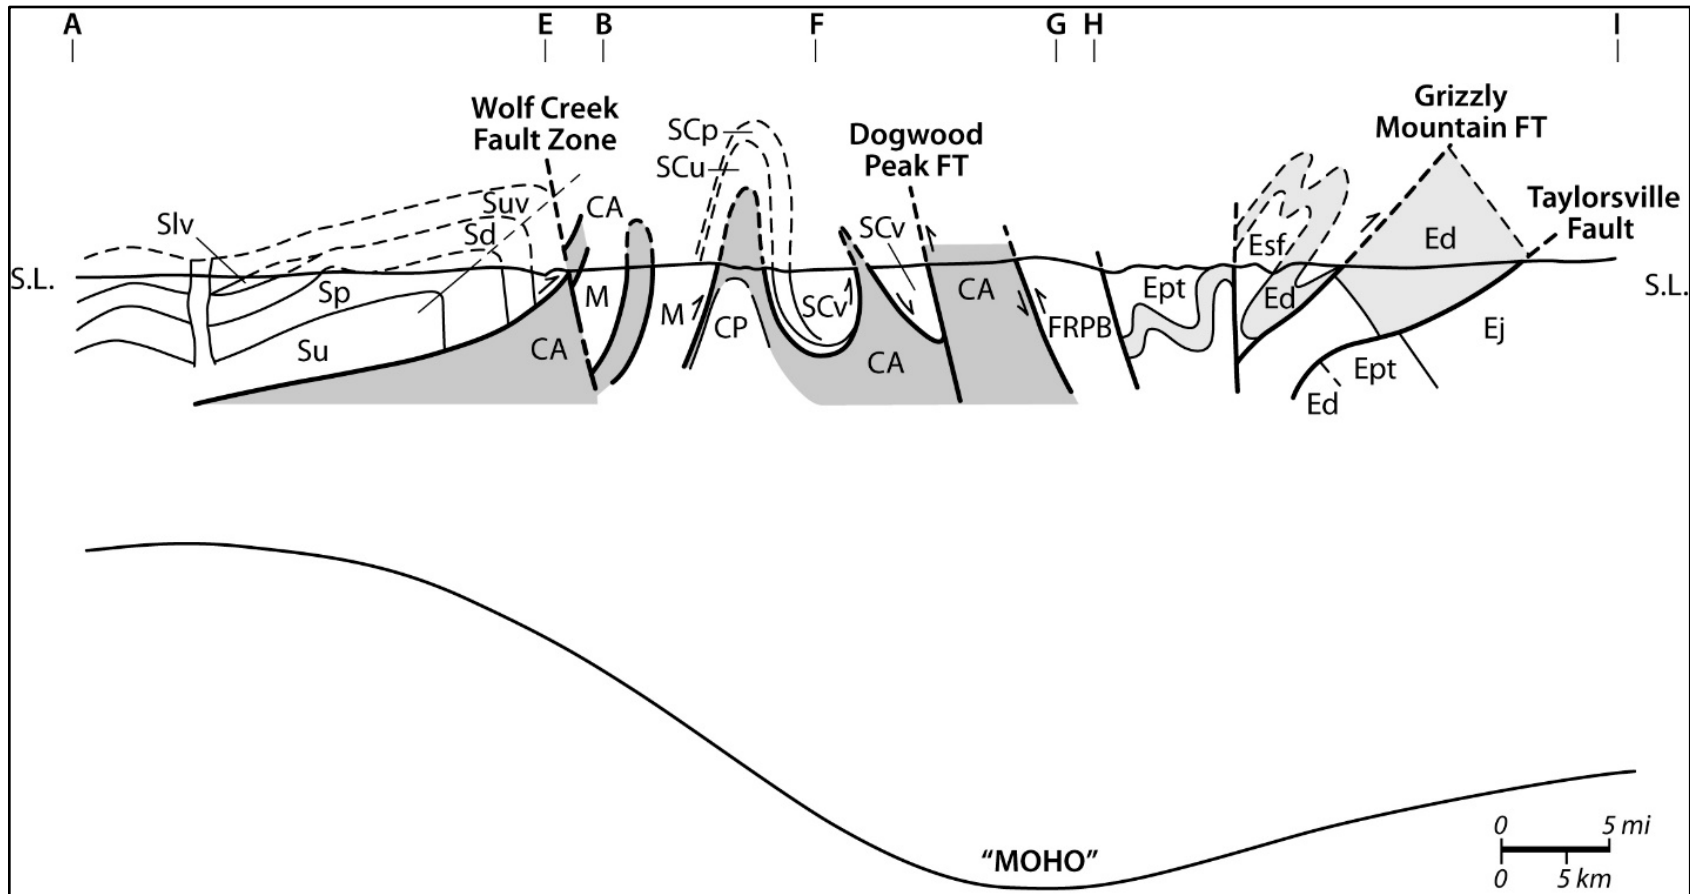 A
E
B
F
G
H
I
Wolf Creek
Fault Zone
SCp
SCu
Dogwood
Peak FT
Grizzly
Mountain FT
Taylorsville
Fault
Slv
Suv
Sd
CA
SCv
Esf
Ed
S.L.
Sp
M
M
CP
SCv
CA
FRPB
Ept
Ed
S.L.
Su
CA
CA
Ept
Ej
Ed
"MOHO"
0 5 mi
0 5 km